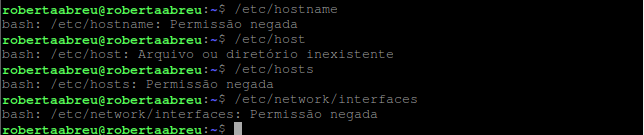 robertaabreu@robertaabreu:~$ /etc/hostname
bash: /etc/hostname: Permissão negada
robertaabreu@robertaabreu:~$ /etc/host
bash: /etc/host: Arquivo ou diretório inexistente
robertaabreu@robertaabreu:~$ /etc/hosts
bash: /etc/hosts: Permissão negada
robertaabreu@robertaabreu:~$ /etc/network/interfaces
bash: /etc/network/interfaces: Permissão negada
robertaabreu@robertaabreu:~$